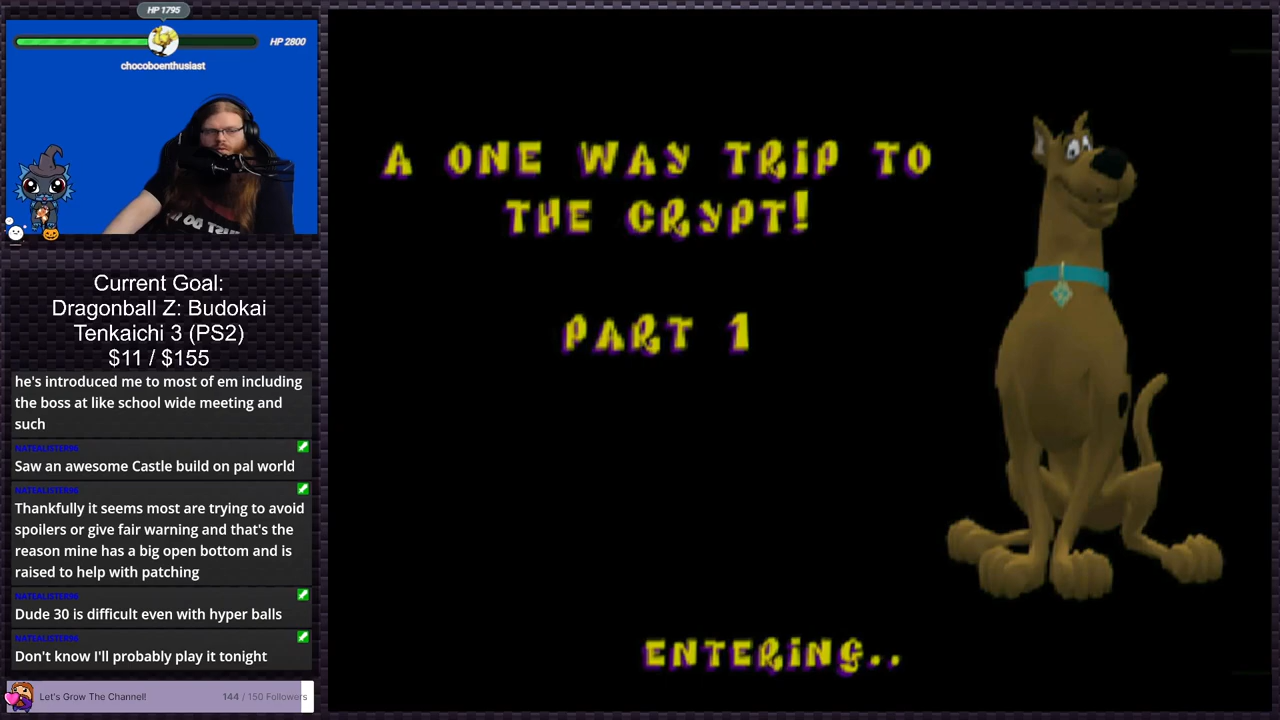 HP 1795
HP 2800
chocoboenthusiast
A ONE WAY TRIP TO
THE CRYPT!
PART 1
ENTERING..
Current Goal:
Dragonball Z: Budokai
Tenkaichi 3 (PS2)
$11 / $155
he's introduced me to most of em including
the boss at like school wide meeting and
such
NATEALISTER96
Saw an awesome Castle build on pal world
NATEALISTER96
Thankfully it seems most are trying to avoid
spoilers or give fair warning and that's the
reason mine has a big open bottom and is
raised to help with patching
NATEALISTER96
Dude 30 is difficult even with hyper balls
NATEALISTER96
Don't know I'll probably play it tonight
Let's Grow The Channel!
144 / 150 Followers